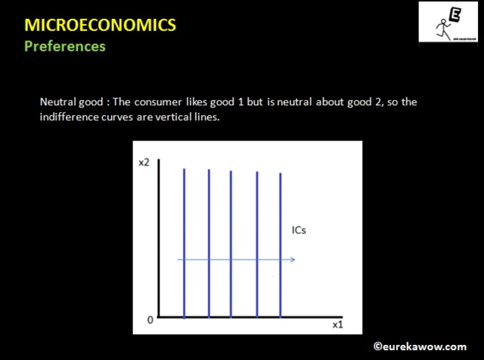 MICROECONOMICS
Preferences
E
Neutral good : The consumer likes good 1 but is neutral about good 2, so the
indifference curves are vertical lines.
x2
ICs
0
x1
©eurekawow.com